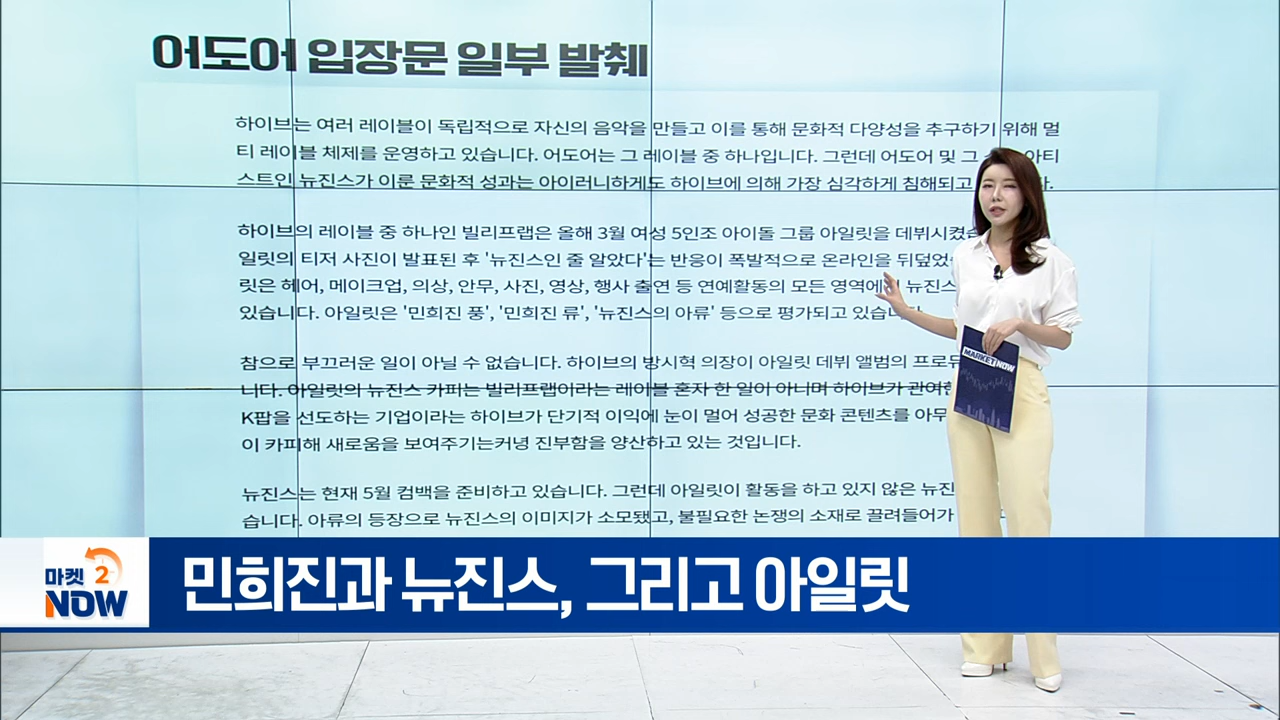 어도어 입장문 일부 발췌
하이브는 여러 레이블이 독립적으로 자신의 음악을 만들고 이를 통해 문화적 다양성을 추구하기 위해 멀
티 레이블 체제를 운영하고 있습니다. 어도어는 그 레이블 중 하나입니다. 그런데 어도어 및 그 아티
스트인 뉴진스가 이룬 문화적 성과는 아이러니하게도 하이브에 의해 가장 심각하게 침해되고
하이브의 레이블 중 하나인 빌리프랩은 올해 3월 여성 5인조 아이돌 그룹 아일릿을 데뷔시켰습
일릿의 티저 사진이 발표된 후 '뉴진스인 줄 알았다'는 반응이 폭발적으로 온라인을 뒤덮었
릿은 헤어, 메이크업, 의상, 안무, 사진, 영상, 행사 출연 등 연예활동의 모든 영역에 뉴진스
있습니다. 아일릿은 '민희진 풍', '민희진 류', '뉴진스의 아류' 등으로 평가되고 있습니다.
참으로 부끄러운 일이 아닐 수 없습니다. 하이브의 방시혁 의장이 아일릿 데뷔 앨범의 프로듀
니다. 아일릿의 뉴진스 카피는 빌리프랩이라는 레이블 혼자 한 일이 아니며 하이브가 관여한
K팝을 선도하는 기업이라는 하이브가 단기적 이익에 눈이 멀어 성공한 문화 콘텐츠를 아무
이 카피해 새로움을 보여주기는커녕 진부함을 양산하고 있는 것입니다.
뉴진스는 현재 5월 컴백을 준비하고 있습니다. 그런데 아일릿이 활동을 하고 있지 않은 뉴진
습니다. 아류의 등장으로 뉴진스의 이미지가 소모됐고, 불필요한 논쟁의 소재로 끌려들어가
MARKET NOW
마켓 2
NOW
민희진과 뉴진스, 그리고 아일릿